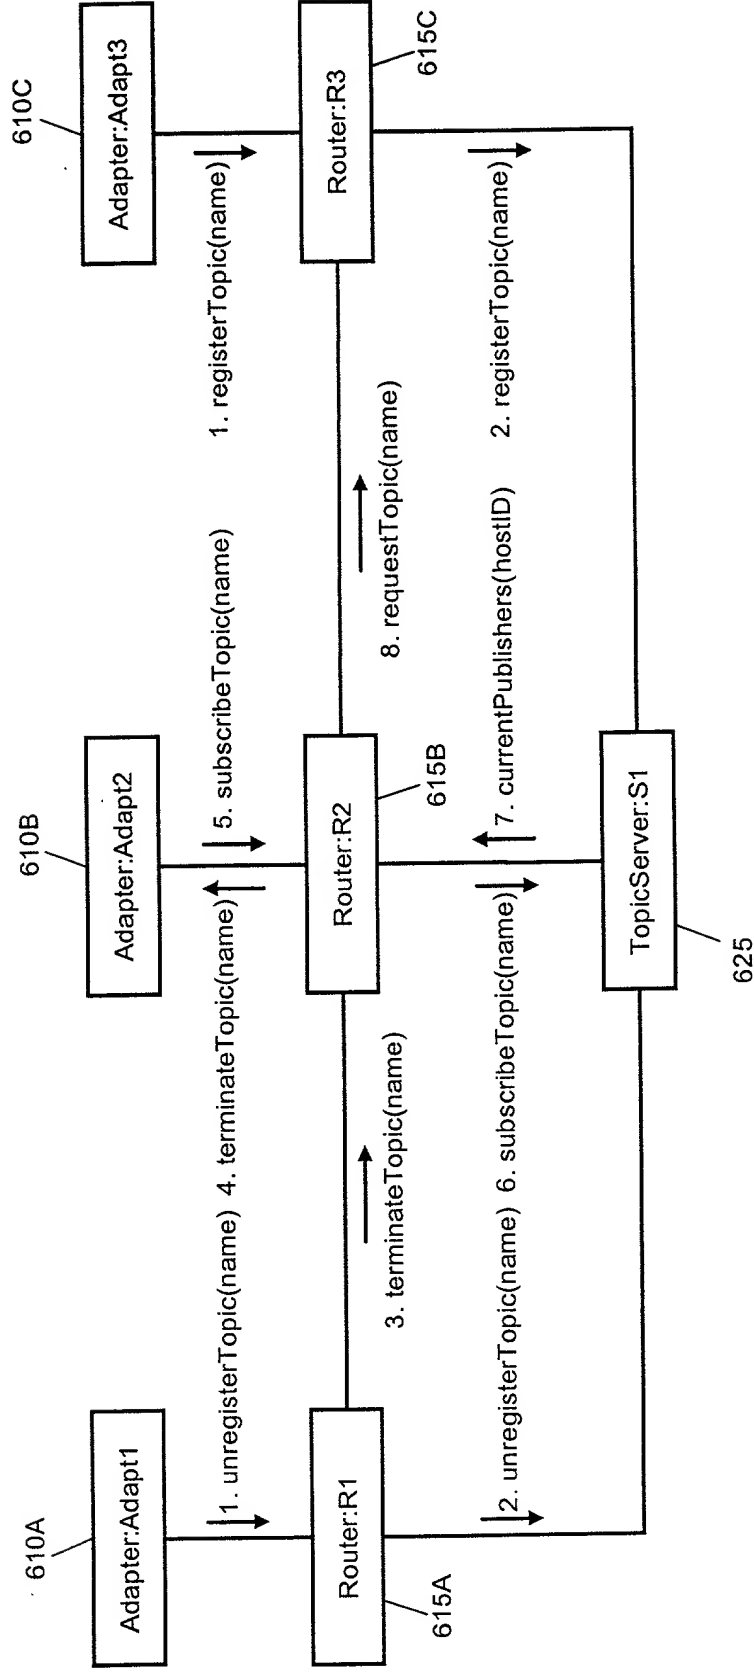 610A
610B
610C
Adapter:Adapt1
Adapter:Adapt2
Adapter:Adapt3
1. unregisterTopic(name)
4. terminateTopic(name)
5. subscribeTopic(name)
1. registerTopic(name)
Router:R1
Router:R2
Router:R3
615A
615B
615C
3. terminateTopic(name)
8. requestTopic(name)
2. unregisterTopic(name)
6. subscribeTopic(name)
7. currentPublishers(hostID)
2. registerTopic(name)
TopicServer:S1
625